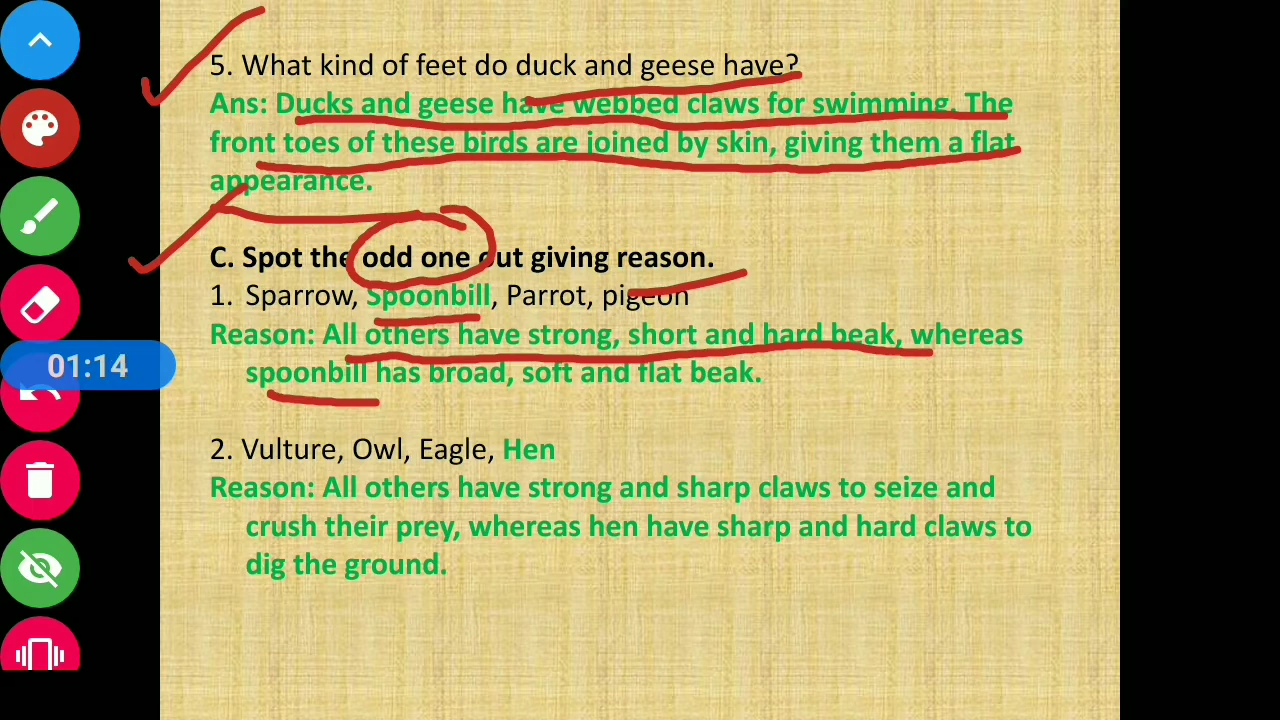 5. What kind of feet do duck and geese have?
Ans: Ducks and geese have webbed claws for swimming. The
front toes of these birds are joined by skin, giving them a flat
appearance.
C. Spot the odd one out giving reason.
1. Sparrow, Spoonbill, Parrot, pigeon
Reason: All others have strong, short and hard beak, whereas
spoonbill has broad, soft and flat beak.
01:14
2. Vulture, Owl, Eagle, Hen
Reason: All others have strong and sharp claws to seize and
crush their prey, whereas hen have sharp and hard claws to
dig the ground.